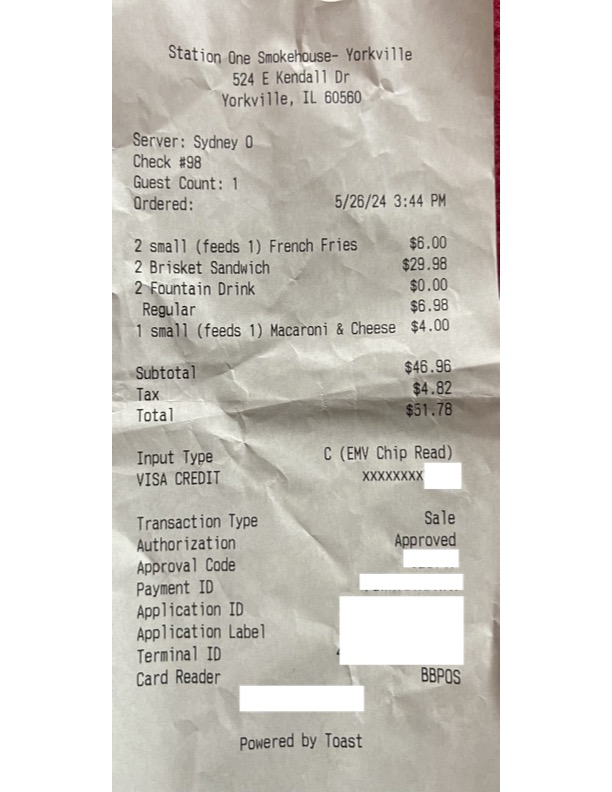 Station One Smokehouse- Yorkville
524 E Kendall Dr
Yorkville, IL 60560
Server: Sydney O
Check #98
Guest Count: 1
Ordered: 5/26/24 3:44 PM
2 small (feeds 1) French Fries $6.00
2 Brisket Sandwich $29.98
2 Fountain Drink $0.00
Regular $6.98
1 small (feeds 1) Macaroni & Cheese $4.00
Subtotal $46.96
Tax $4.82
Total $51.78
Input Type C (EMV Chip Read)
VISA CREDIT XXXXXXXX
Transaction Type Sale
Authorization Approved
Approval Code
Payment ID
Application ID
Application Label
Terminal ID
Card Reader BBPOS
Powered by Toast